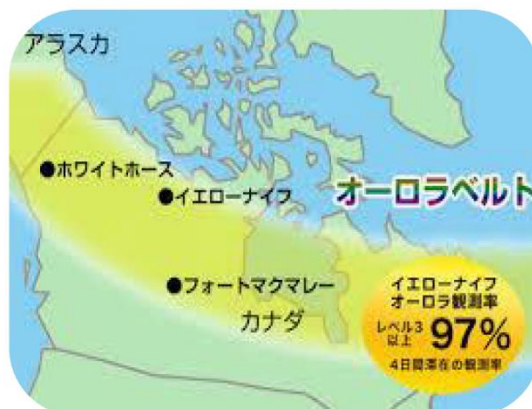 アラスカ
●ホワイトホース
●イエローナイフ
オーロラベルト
●フォートマクマレー
カナダ
イエローナイフ
オーロラ観測率
レベル3
以上 97%
4日間滞在の観測率